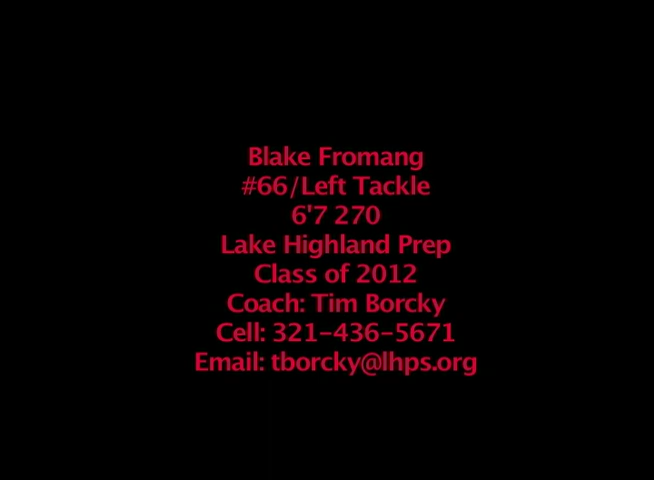 Blake Fromang
#66/Left Tackle
6'7 270
Lake Highland Prep
Class of 2012
Coach: Tim Borcky
Cell: 321-436-5671
Email: tborcky@lhps.org